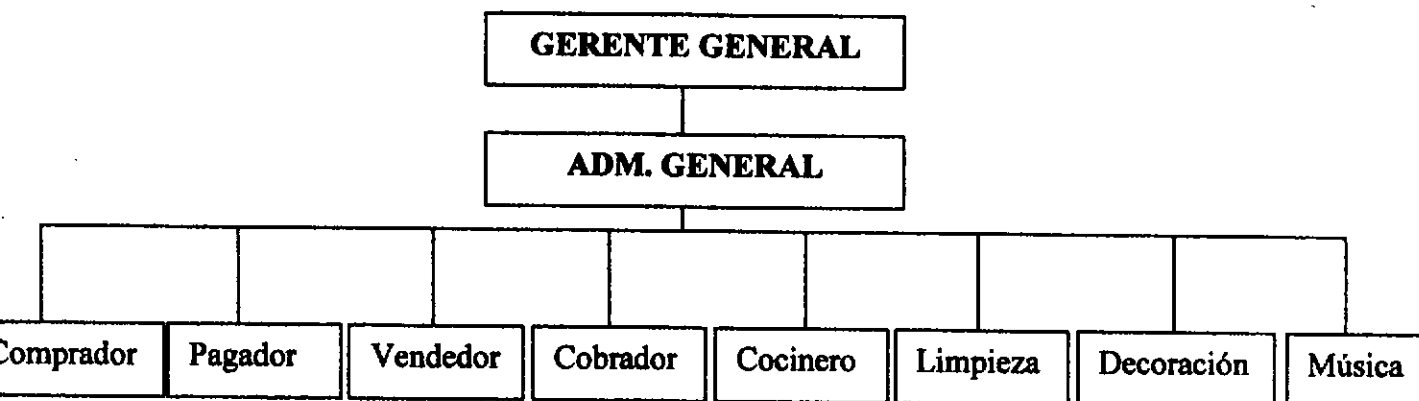 GERENTE GENERAL
ADM. GENERAL
Comprador Pagador Vendedor Cobrador Cocinero Limpieza Decoración Música